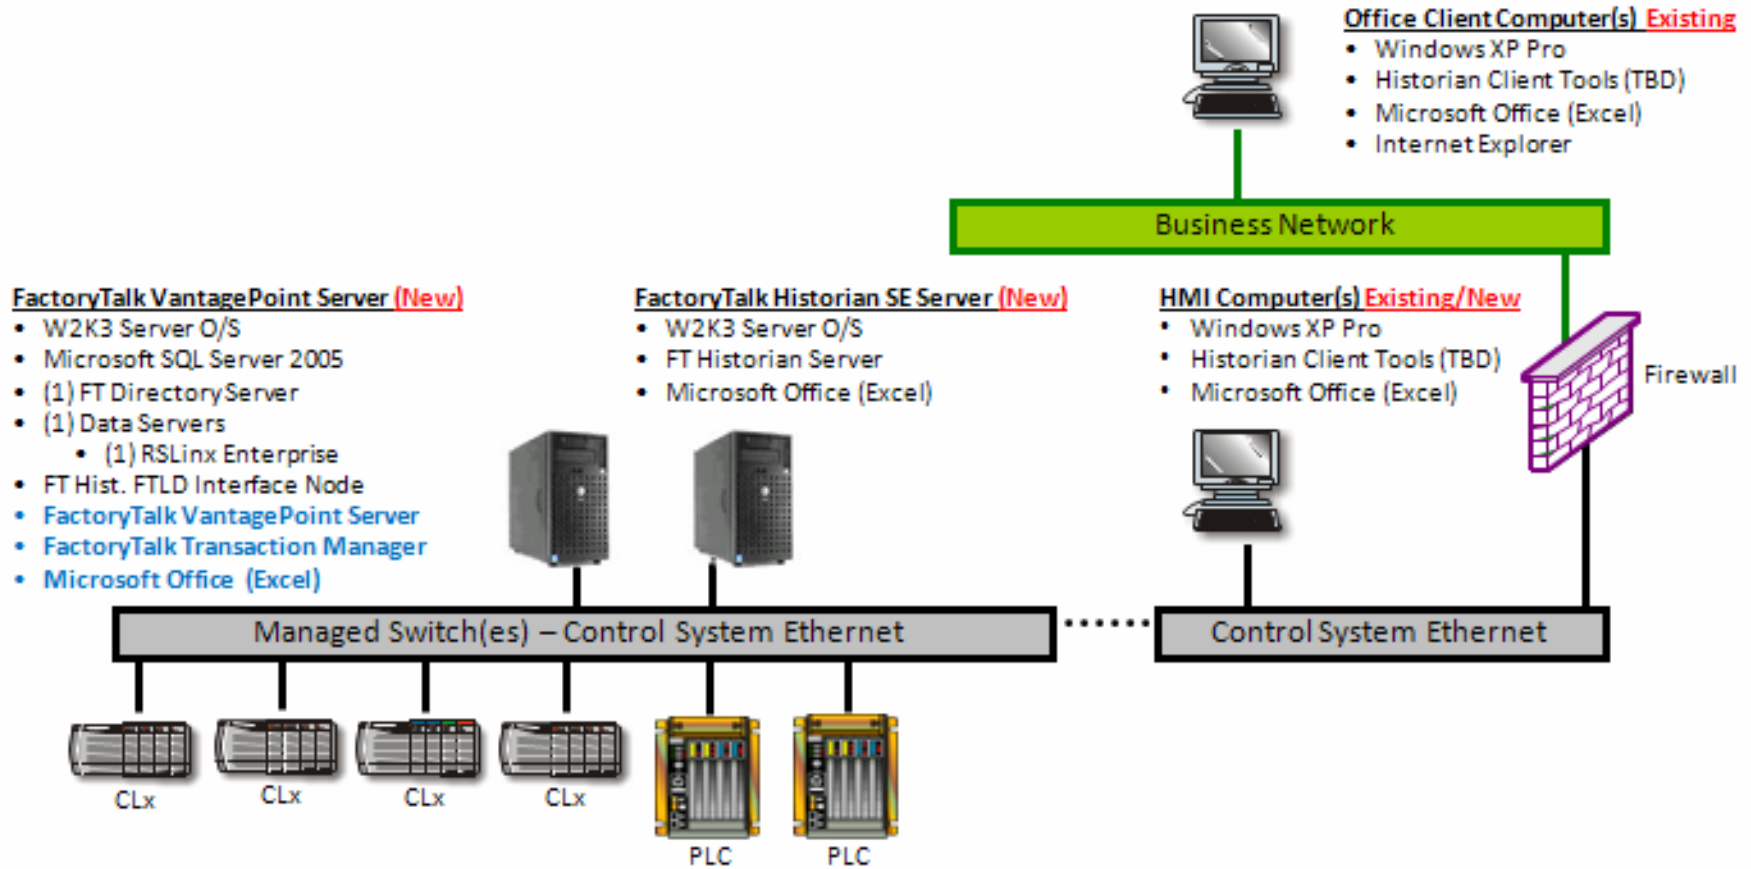 Office Client Computer(s) Existing
• Windows XP Pro
• Historian Client Tools (TBD)
• Microsoft Office (Excel)
• Internet Explorer
Business Network
FactoryTalk VantagePoint Server (New)
• W2K3 Server O/S
• Microsoft SQL Server 2005
• (1) FT Directory Server
• (1) Data Servers
• (1) RSLinx Enterprise
• FT Hist. FTLD Interface Node
• FactoryTalk VantagePoint Server
• FactoryTalk Transaction Manager
• Microsoft Office (Excel)
FactoryTalk Historian SE Server (New)
• W2K3 Server O/S
• FT Historian Server
• Microsoft Office (Excel)
HMI Computer(s) Existing/New
• Windows XP Pro
• Historian Client Tools (TBD)
• Microsoft Office (Excel)
Firewall
Managed Switch(es) – Control System Ethernet
Control System Ethernet
CLx
CLx
CLx
CLx
PLC
PLC